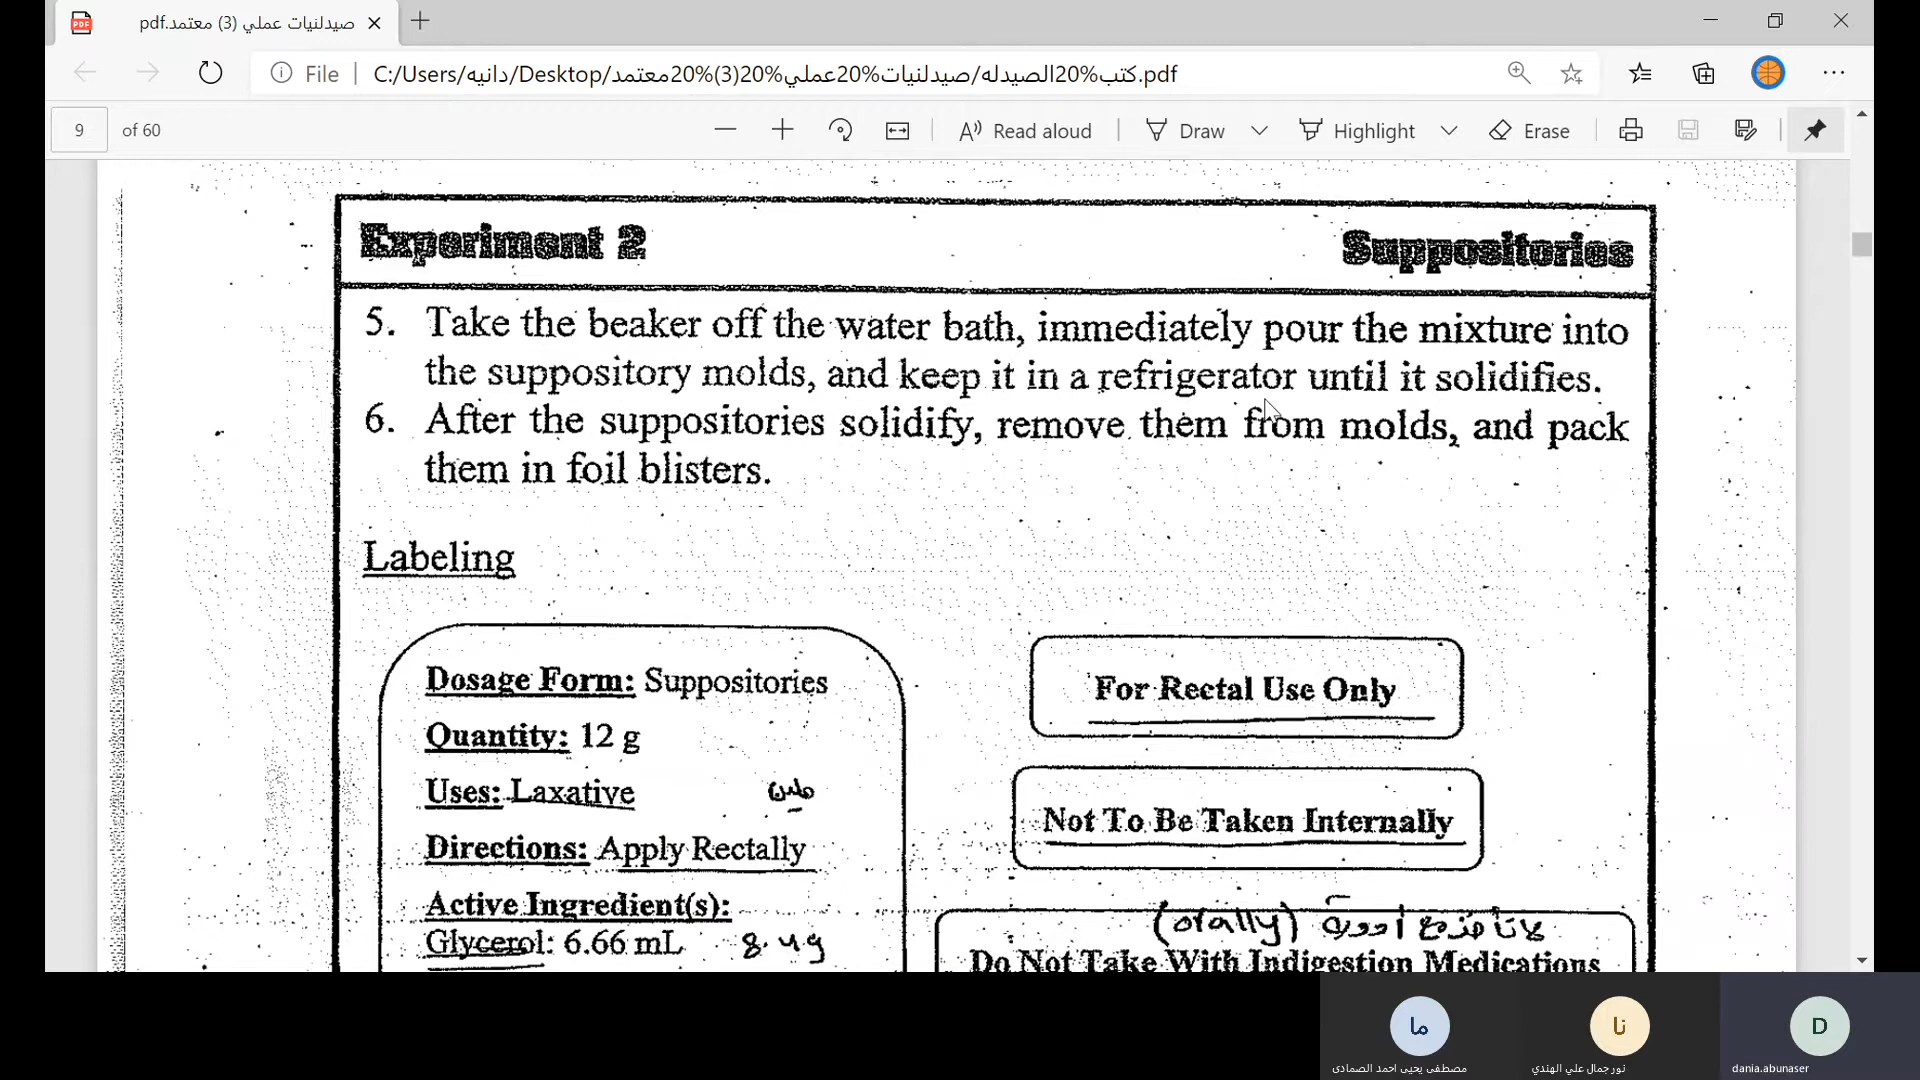 صيدلنيات عملي (3) معتمد.pdf
File
C:/Users/دانيه/Desktop/كتب%20الصيدله/صيدلنيات%20عملي%20(3)%20معتمد.pdf
9 of 60
Read aloud
Draw
Highlight
Erase
Experiment 2
Suppositories
5. Take the beaker off the water bath, immediately pour the mixture into
the suppository molds, and keep it in a refrigerator until it solidifies.
6. After the suppositories solidify, remove them from molds, and pack
them in foil blisters.
Labeling
Dosage Form: Suppositories
Quantity: 12 g
Uses: Laxative ملين
Directions: Apply Rectally
Active Ingredient(s):
Glycerol: 6.66 mL 8.4 g
For Rectal Use Only
Not To Be Taken Internally
(orally)
Do Not Take With Indigestion Medications
ما
نا
D
مصطفى يحيى احمد الصمادى
نور جمال علي الهندي
dania.abunaser